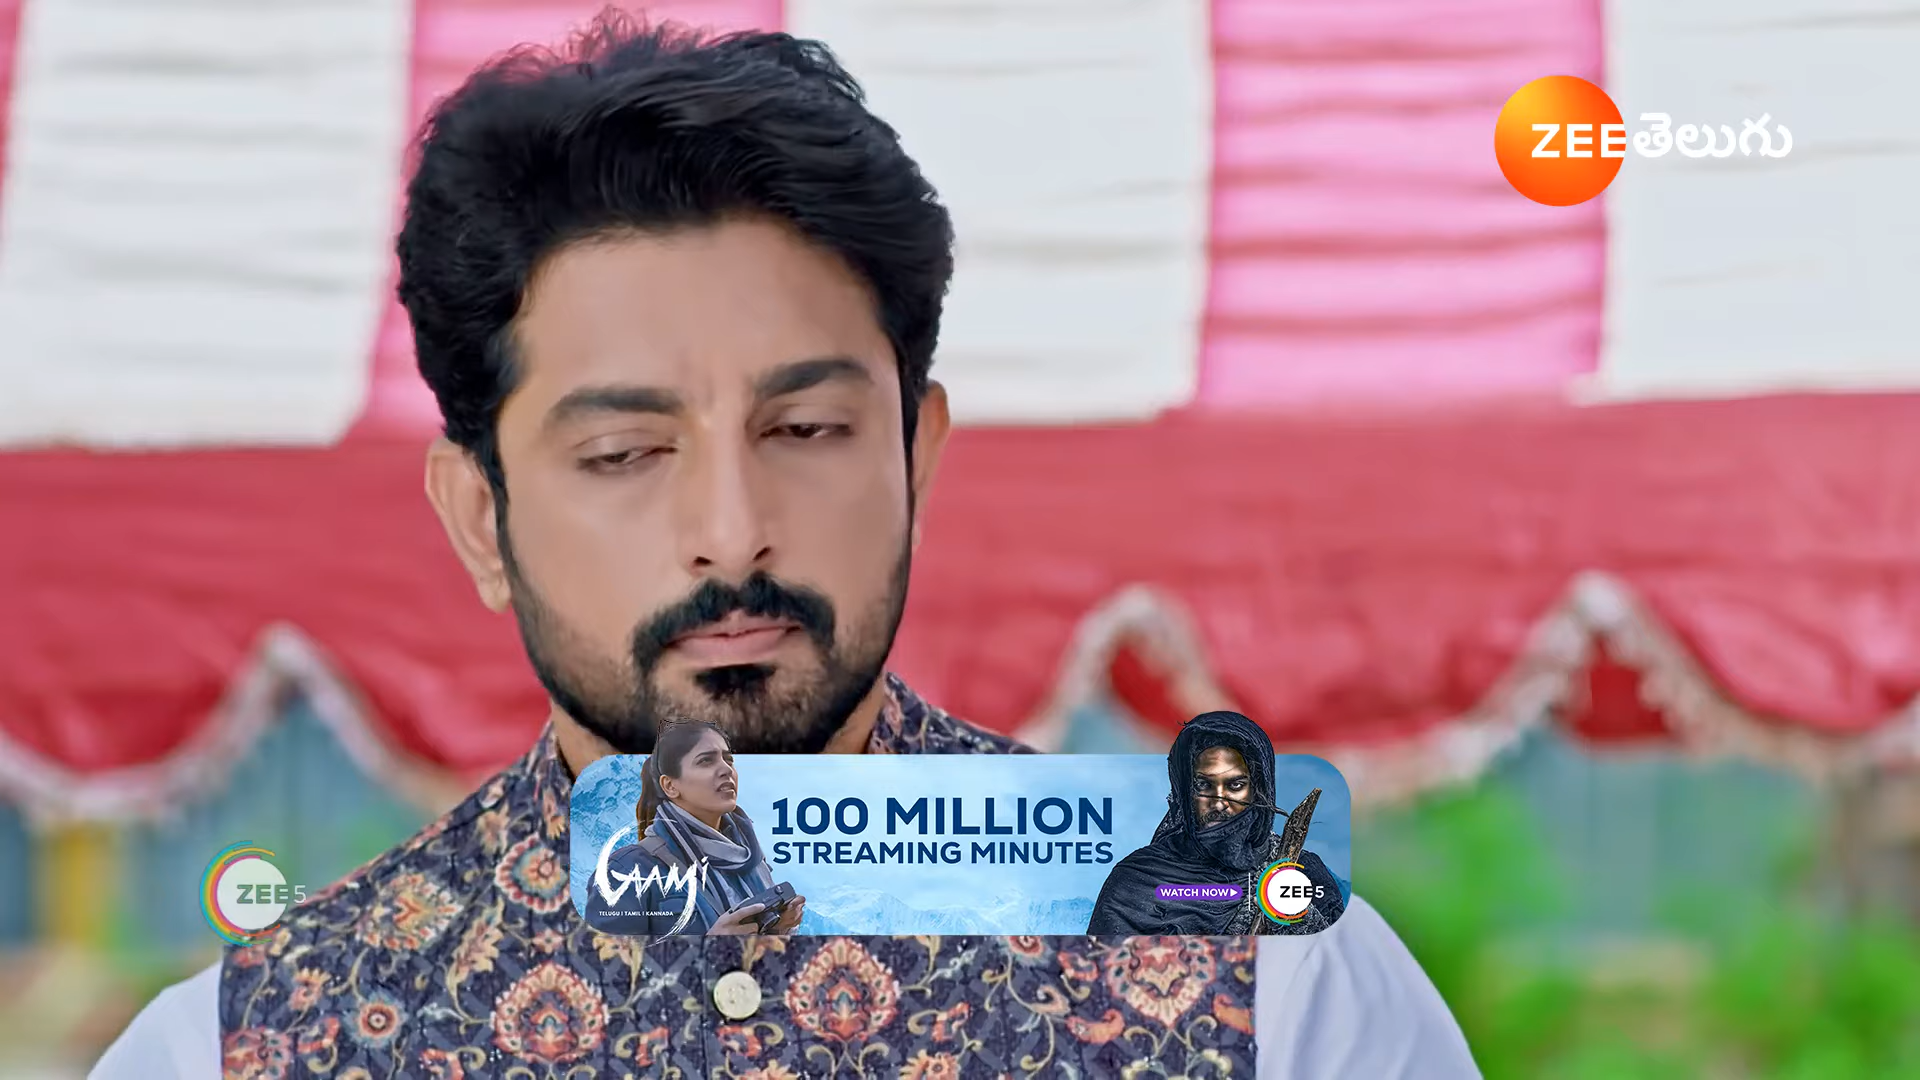 ZEE తెలుగు
100 MILLION
STREAMING MINUTES
GAAMI
TELUGU | TAMIL | KANNADA
WATCH NOW
ZEE5
ZEE5